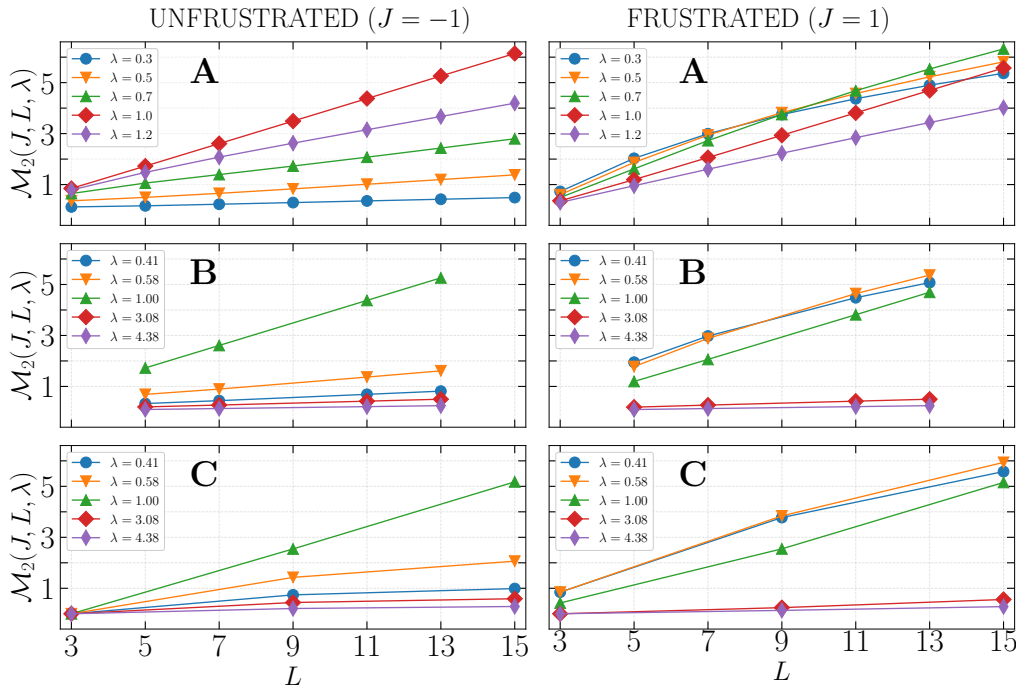 UNFRUSTRATED (J = −1)
FRUSTRATED (J = 1)
M₂(J, L, λ)
5
3
1
λ = 0.3
λ = 0.5
λ = 0.7
λ = 1.0
λ = 1.2
A
λ = 0.3
λ = 0.5
λ = 0.7
λ = 1.0
λ = 1.2
A
M₂(J, L, λ)
5
3
1
λ = 0.41
λ = 0.58
λ = 1.00
λ = 3.08
λ = 4.38
B
λ = 0.41
λ = 0.58
λ = 1.00
λ = 3.08
λ = 4.38
B
M₂(J, L, λ)
5
3
1
λ = 0.41
λ = 0.58
λ = 1.00
λ = 3.08
λ = 4.38
C
λ = 0.41
λ = 0.58
λ = 1.00
λ = 3.08
λ = 4.38
C
3 5 7 9 11 13 15
3 5 7 9 11 13 15
L
L